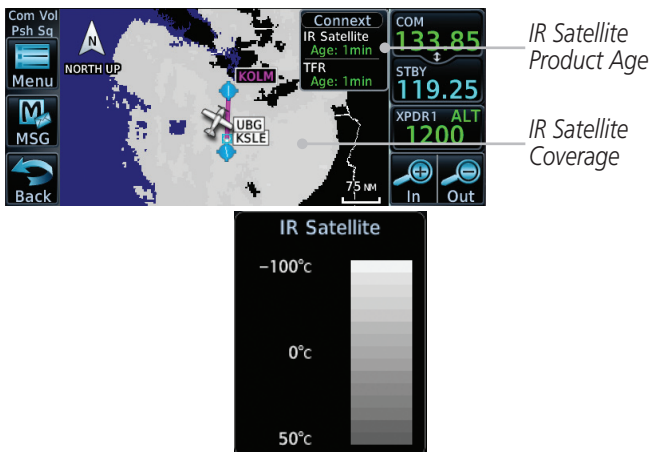 Com Vol
Psh Sq
Menu
MSG
Back
N
NORTH UP
KOLM
UBG
KSLE
75 NM
Connext
IR Satellite
Age: 1min
TFR
Age: 1min
COM
133.85
STBY
119.25
XPDR1 ALT
1200
In
Out
IR Satellite
Product Age
IR Satellite
Coverage
IR Satellite
−100°C
0°C
50°C